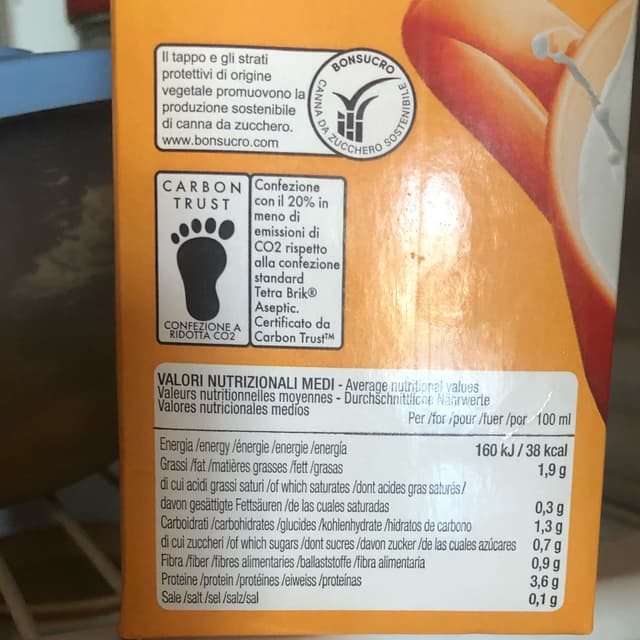 Il tappo e gli strati
protettivi di origine
vegetale promuovono la
produzione sostenibile
di canna da zucchero.
www.bonsucro.com
BONSUCRO
CANNA DA ZUCCHERO SOSTENIBILE
CARBON
TRUST
CONFEZIONE A
RIDOTTA CO2
Confezione
con il 20% in
meno di
emissioni di
CO2 rispetto
alla confezione
standard
Tetra Brik®
Aseptic.
Certificato da
Carbon Trust™
VALORI NUTRIZIONALI MEDI - Average nutritional values
Valeurs nutritionnelles moyennes - Durchschnittliche Nährwerte
Valores nutricionales medios
Per /for /pour /fuer /por 100 ml
Energia /energy /énergie /energie /energía 160 kJ / 38 kcal
Grassi /fat /matières grasses /fett /grasas 1,9 g
di cui acidi grassi saturi /of which saturates /dont acides gras saturés/
davon gesättigte Fettsäuren /de las cuales saturadas 0,3 g
Carboidrati /carbohidrates /glucides /kohlenhydrate /hidratos de carbono 1,3 g
di cui zuccheri /of which sugars /dont sucres /davon zucker /de las cuales azúcares 0,7 g
Fibra /fiber /fibres alimentaries /ballaststoffe /fibra alimentaria 0,9 g
Proteine /protein /protéines /eiweiss /proteínas 3,6 g
Sale /salt /sel /salz/sal 0,1 g